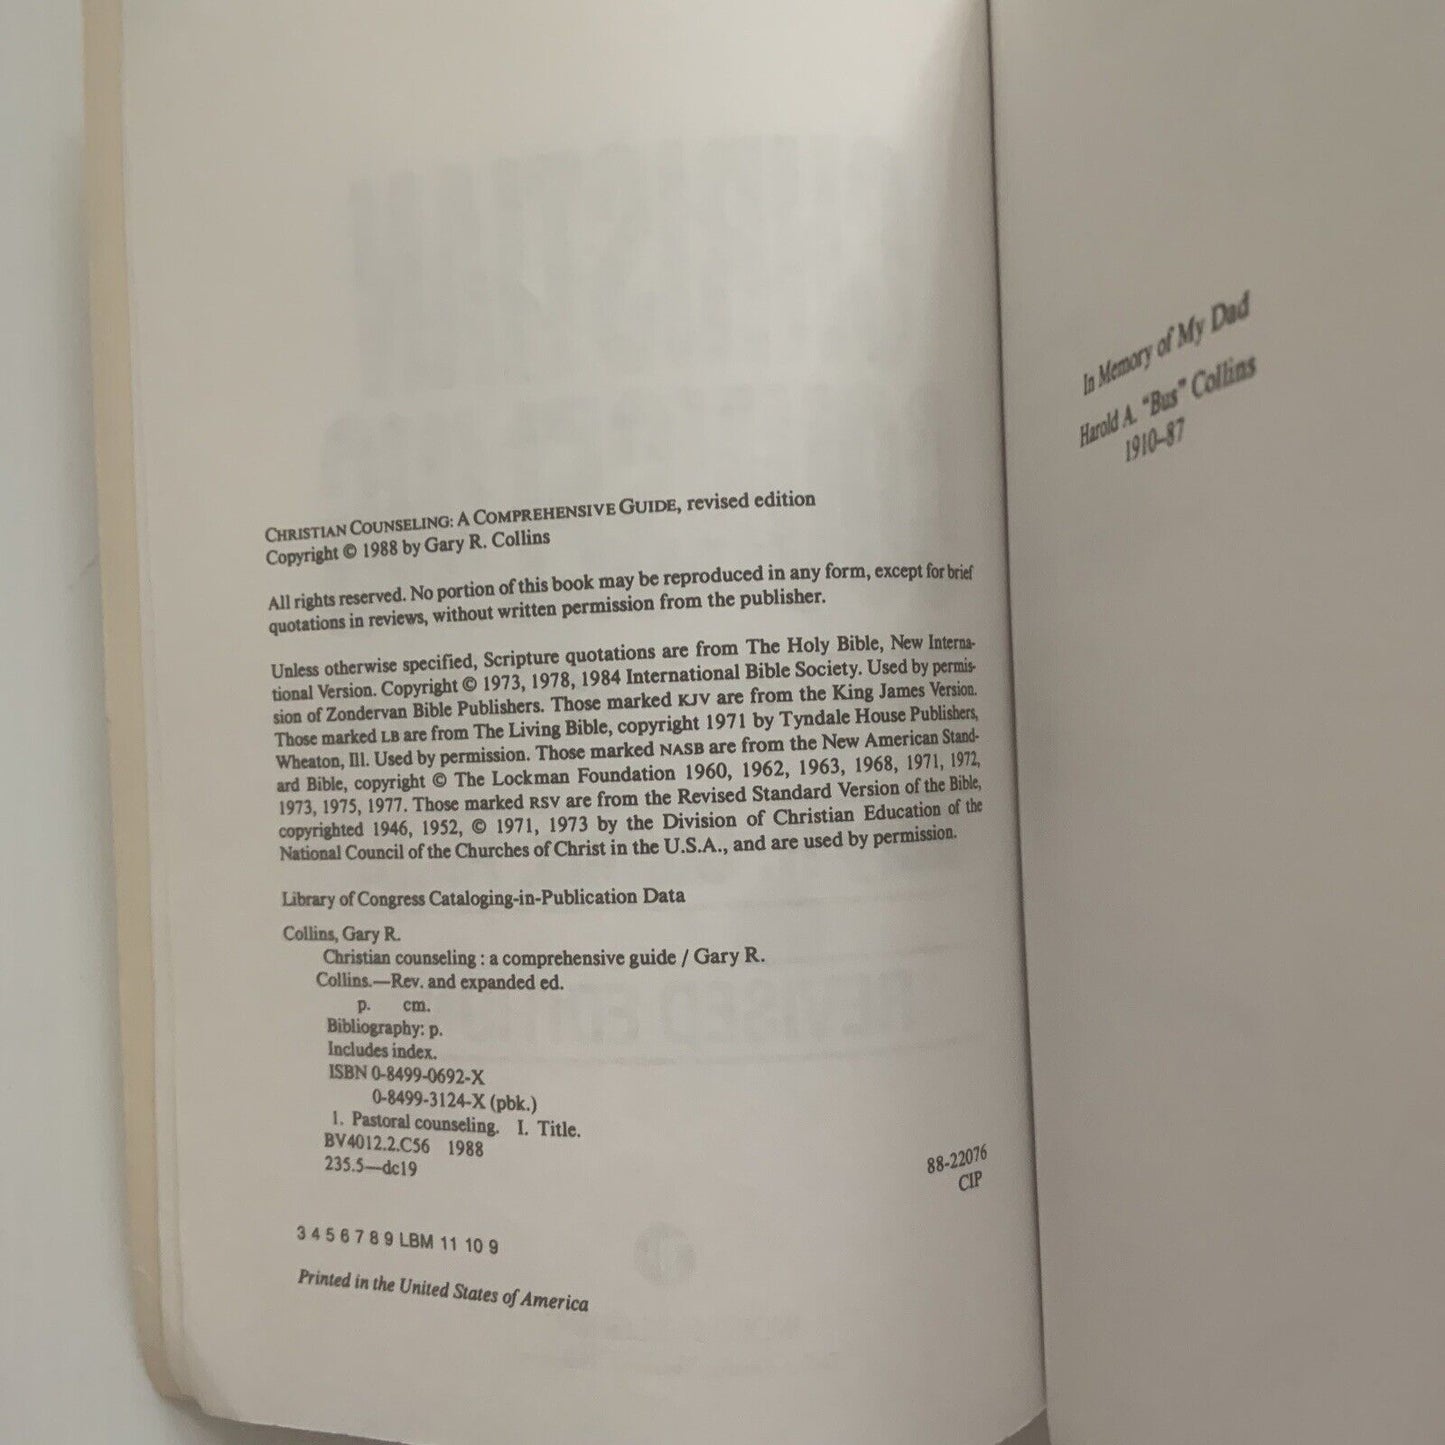 CHRISTIAN COUNSELING: A COMPREHENSIVE GUIDE, revised edition
Copyright © 1988 by Gary R. Collins
All rights reserved. No portion of this book may be reproduced in any form, except for brief
quotations in reviews, without written permission from the publisher.
Unless otherwise specified, Scripture quotations are from The Holy Bible, New Interna-
tional Version. Copyright © 1973, 1978, 1984 International Bible Society. Used by permis-
sion of Zondervan Bible Publishers. Those marked KJV are from the King James Version.
Those marked LB are from The Living Bible, copyright 1971 by Tyndale House Publishers,
Wheaton, Ill. Used by permission. Those marked NASB are from the New American Stand-
ard Bible, copyright © The Lockman Foundation 1960, 1962, 1963, 1968, 1971, 1972,
1973, 1975, 1977. Those marked RSV are from the Revised Standard Version of the Bible,
copyrighted 1946, 1952, © 1971, 1973 by the Division of Christian Education of the
National Council of the Churches of Christ in the U.S.A., and are used by permission.
Library of Congress Cataloging-in-Publication Data
Collins, Gary R.
Christian counseling : a comprehensive guide / Gary R.
Collins.—Rev. and expanded ed.
p. cm.
Bibliography: p.
Includes index.
ISBN 0-8499-0692-X
0-8499-3124-X (pbk.)
1. Pastoral counseling. I. Title.
BV4012.2.C56 1988
235.5—dc19
88-22076
CIP
3 4 5 6 7 8 9 LBM 11 10 9
Printed in the United States of America
In Memory of My Dad
Harold A. “Bus” Collins
1910–87